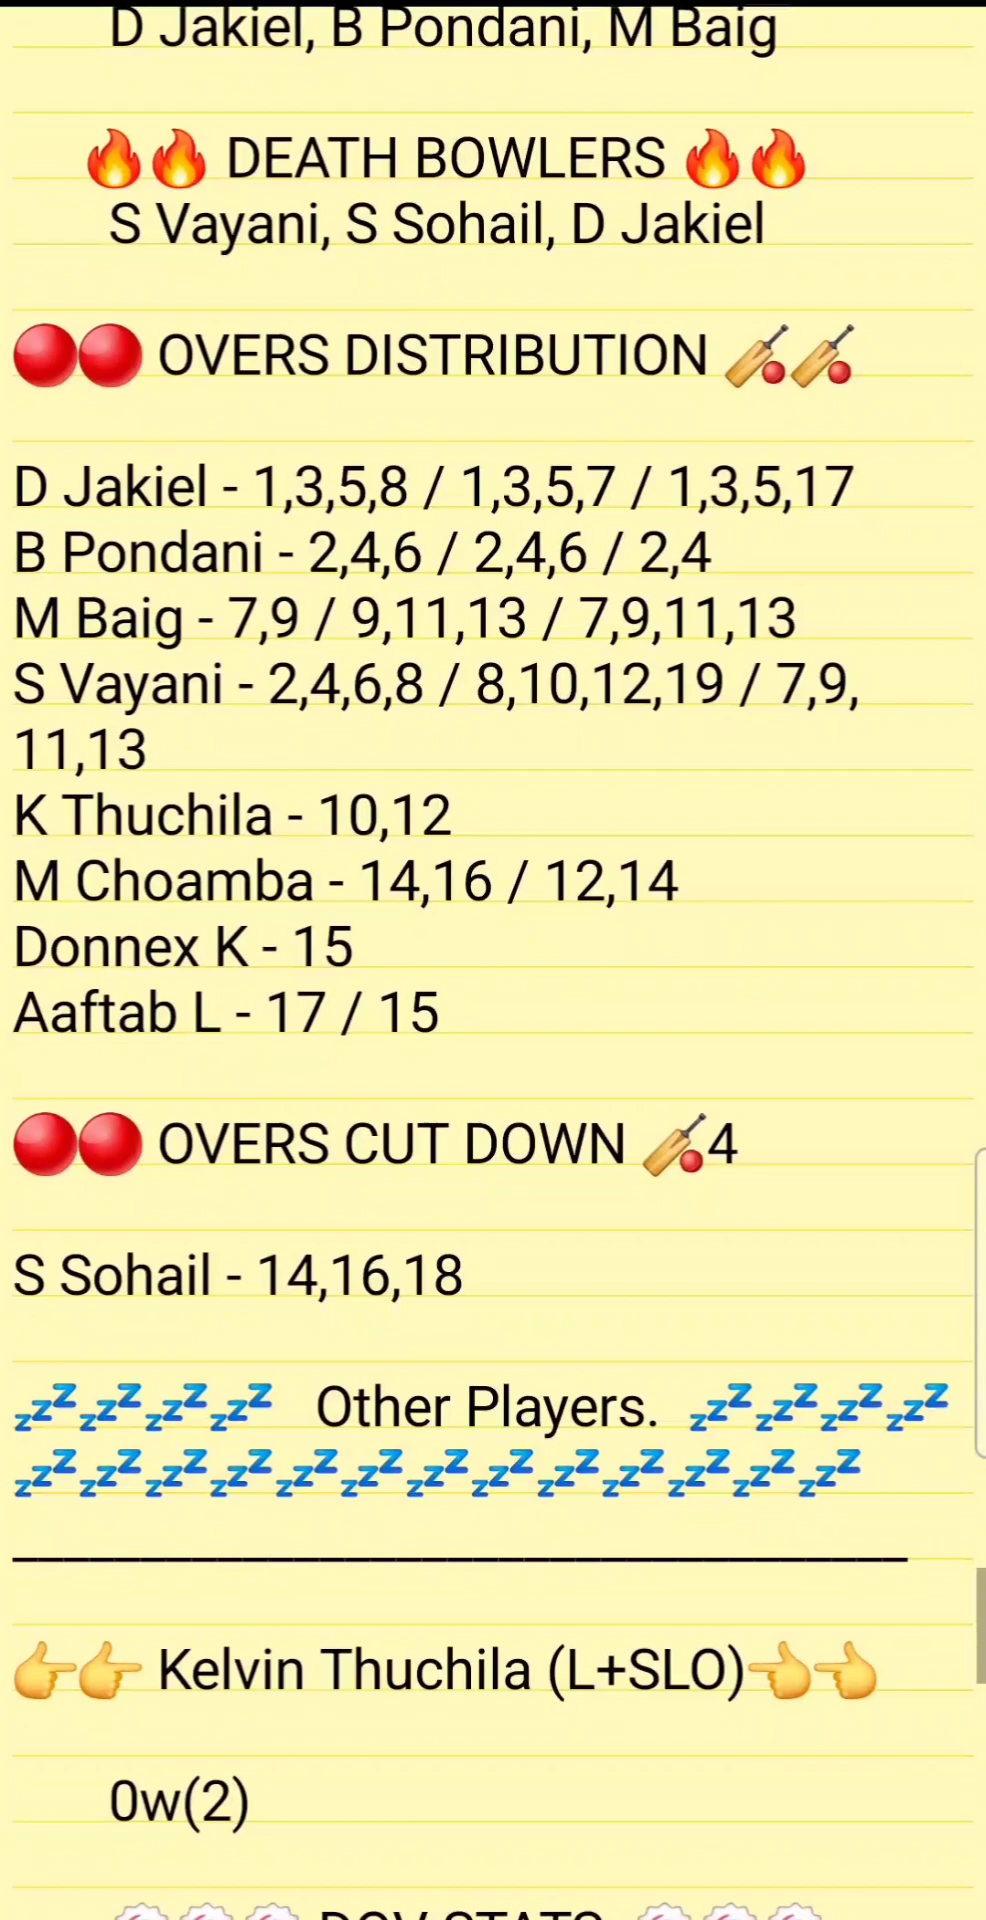 D Jakiel, B Pondani, M Baig
🔥🔥 DEATH BOWLERS 🔥🔥
S Vayani, S Sohail, D Jakiel
🔴🔴 OVERS DISTRIBUTION 🏏🏏
D Jakiel - 1,3,5,8 / 1,3,5,7 / 1,3,5,17
B Pondani - 2,4,6 / 2,4,6 / 2,4
M Baig - 7,9 / 9,11,13 / 7,9,11,13
S Vayani - 2,4,6,8 / 8,10,12,19 / 7,9,
11,13
K Thuchila - 10,12
M Choamba - 14,16 / 12,14
Donnex K - 15
Aaftab L - 17 / 15
🔴🔴 OVERS CUT DOWN 🏏4
S Sohail - 14,16,18
💤💤💤💤 Other Players. 💤💤💤💤
💤💤💤💤💤💤💤💤💤💤💤💤💤
👉👉 Kelvin Thuchila (L+SLO)👈👈
0w(2)